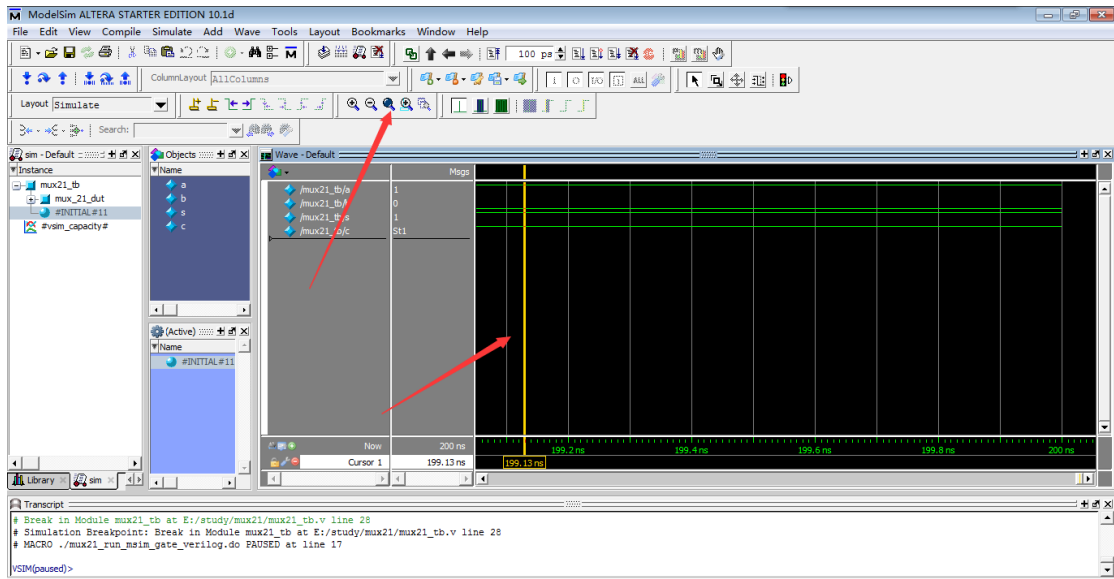 ModelSim ALTERA STARTER EDITION 10.1d
File Edit View Compile Simulate Add Wave Tools Layout Bookmarks Window Help
100 ps
ColumnLayout AllColumns
Layout Simulate
Search:
sim - Default
Objects
Wave - Default
Instance
Name
Msgs
mux21_tb
a
/mux21_tb/a
1
mux_21_dut
b
0
#INITIAL#11
s
1
#vsim_capacity#
c
/mux21_tb/c
St1
(Active)
Name
#INITIAL#11
Now
200 ns
199.2 ns
199.4 ns
199.6 ns
199.8 ns
200 ns
Cursor 1
199.13 ns
199.13 ns
Library
sim
Transcript
# Break in Module mux21_tb at E:/study/mux21/mux21_tb.v line 28
# Simulation Breakpoint: Break in Module mux21_tb at E:/study/mux21/mux21_tb.v line 28
# MACRO ./mux21_run_msim_gate_verilog.do PAUSED at line 17
VSIM(paused)>